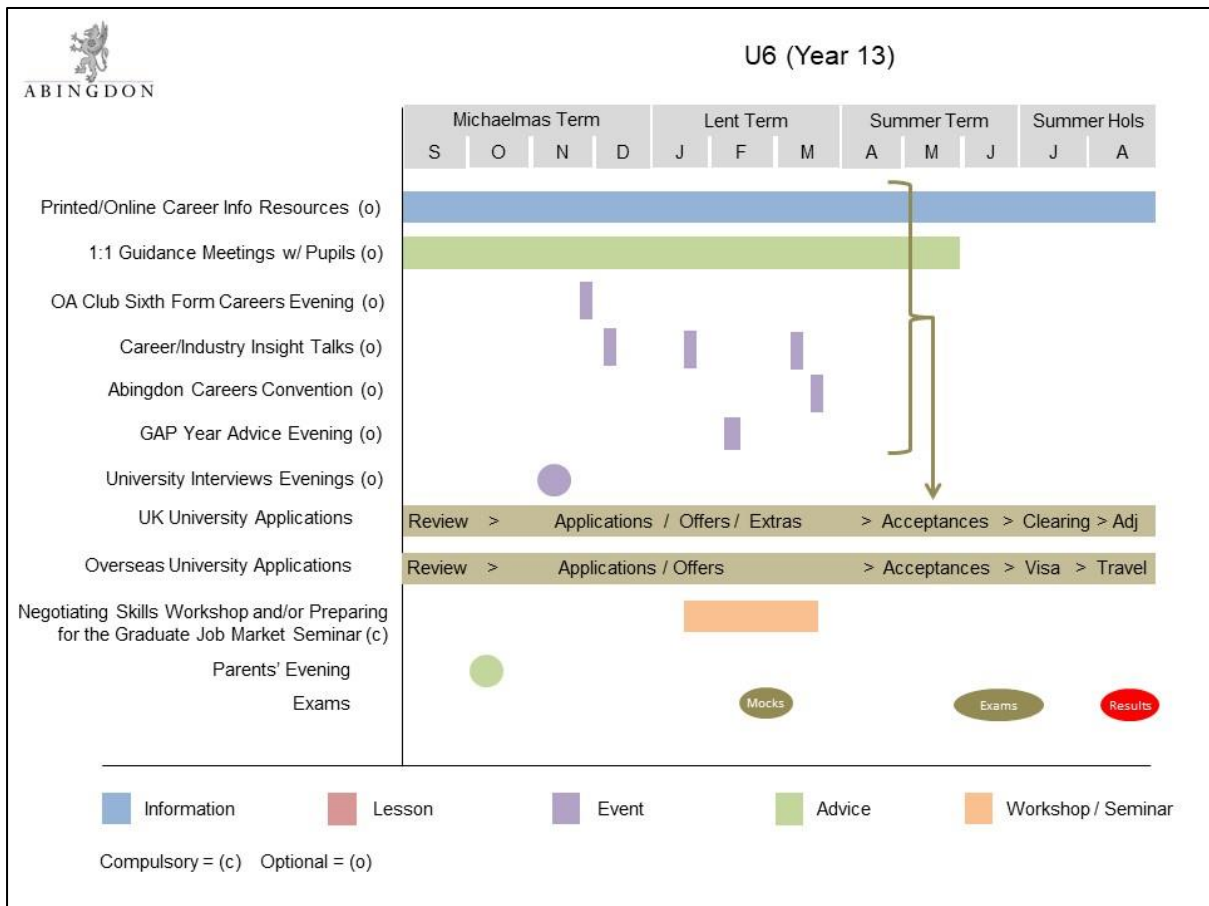 ABINGDON
U6 (Year 13)
Michaelmas Term Lent Term Summer Term Summer Hols
S O N D J F M A M J J A
Printed/Online Career Info Resources (o)
1:1 Guidance Meetings w/ Pupils (o)
OA Club Sixth Form Careers Evening (o)
Career/Industry Insight Talks (o)
Abingdon Careers Convention (o)
GAP Year Advice Evening (o)
University Interviews Evenings (o)
UK University Applications Review > Applications / Offers / Extras > Acceptances > Clearing > Adj
Overseas University Applications Review > Applications / Offers > Acceptances > Visa > Travel
Negotiating Skills Workshop and/or Preparing
for the Graduate Job Market Seminar (c)
Parents' Evening
Exams Mocks Exams Results
Information Lesson Event Advice Workshop / Seminar
Compulsory = (c) Optional = (o)